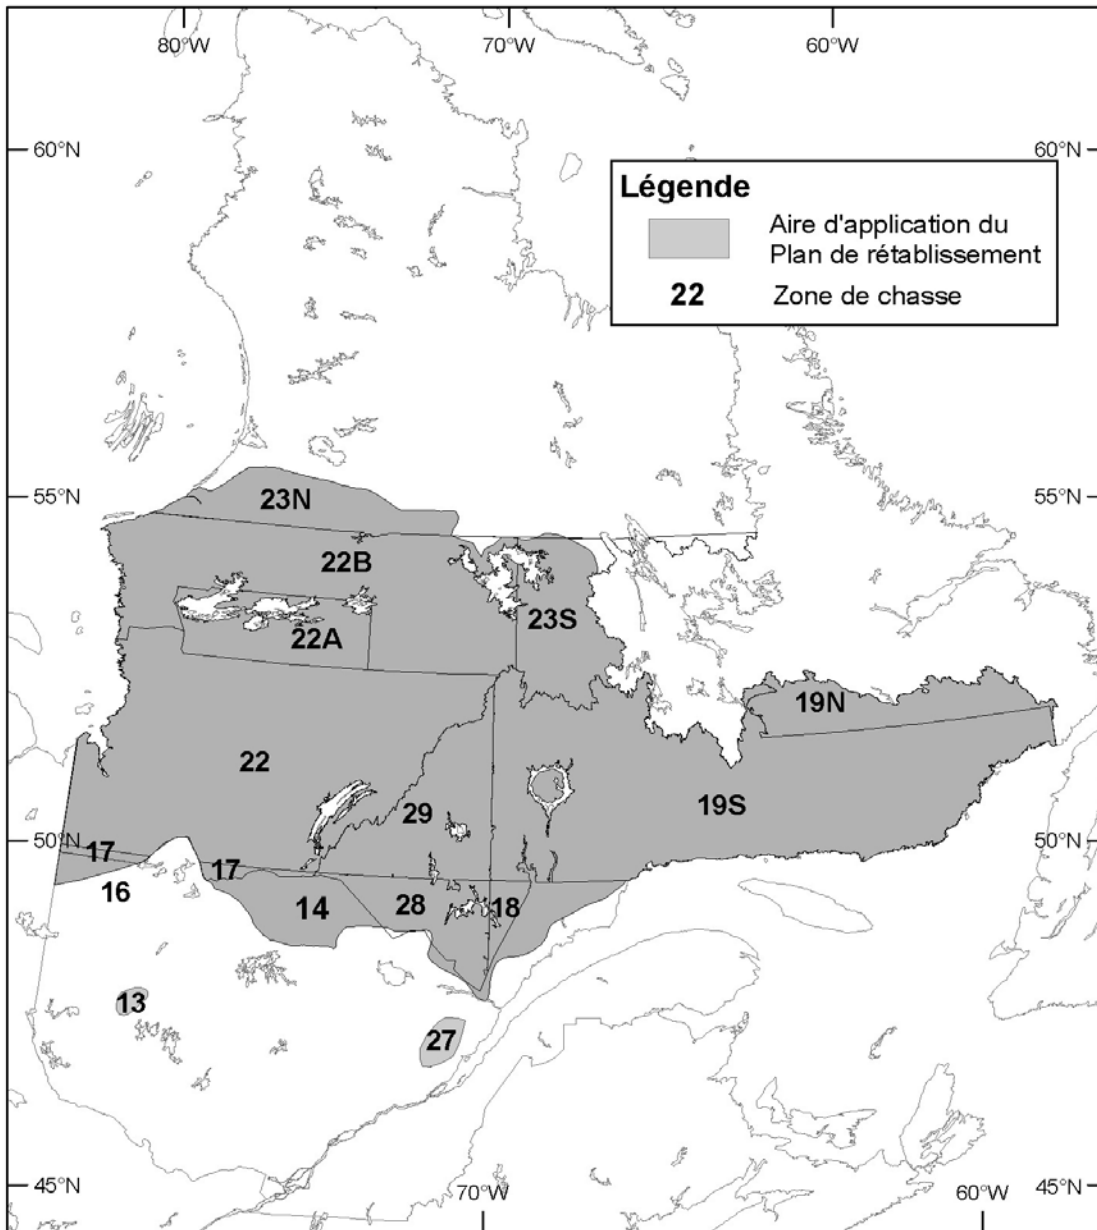 80°W 70°W 60°W
60°N 60°N
Légende
Aire d'application du
Plan de rétablissement
22 Zone de chasse
55°N 55°N
23N
22B
23S
22A
19N
22
29
19S
50°N 50°N
17
17
16
14 28 18
13
27
45°N 70°W 60°W 45°N